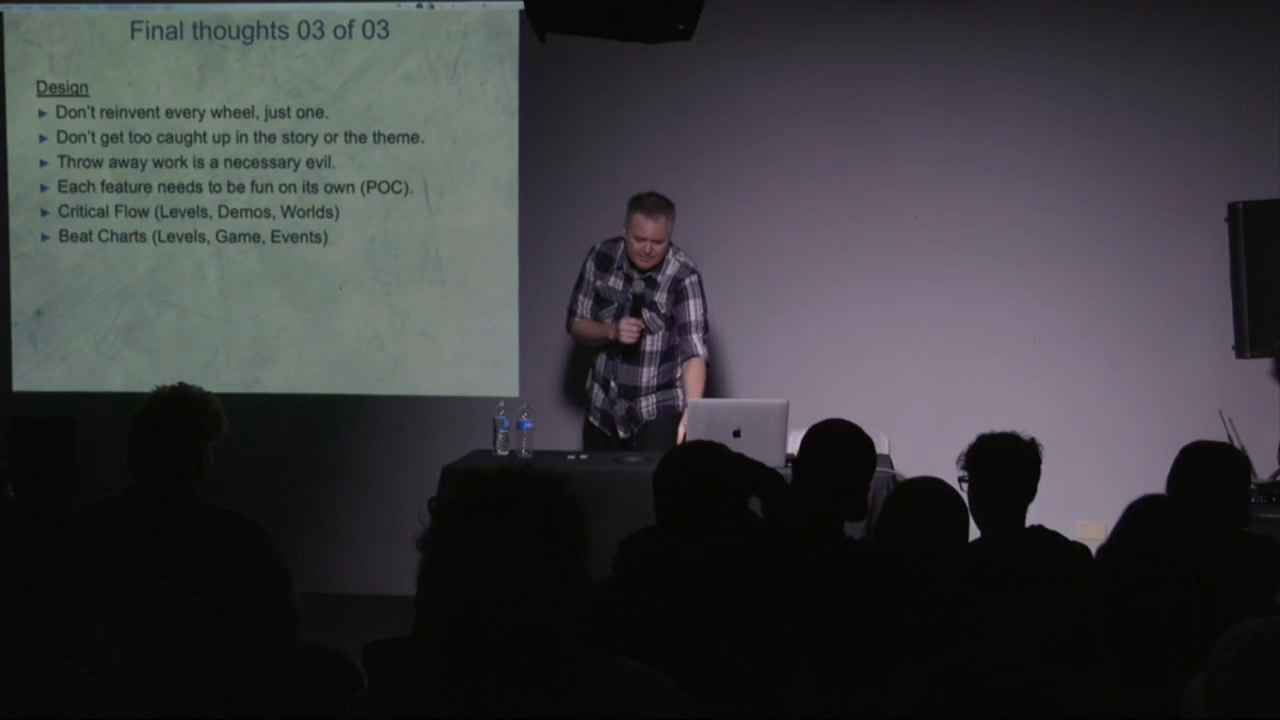 Final thoughts 03 of 03
Design
Don't reinvent every wheel, just one.
Don't get too caught up in the story or the theme.
Throw away work is a necessary evil.
Each feature needs to be fun on its own (POC).
Critical Flow (Levels, Demos, Worlds)
Beat Charts (Levels, Game, Events)